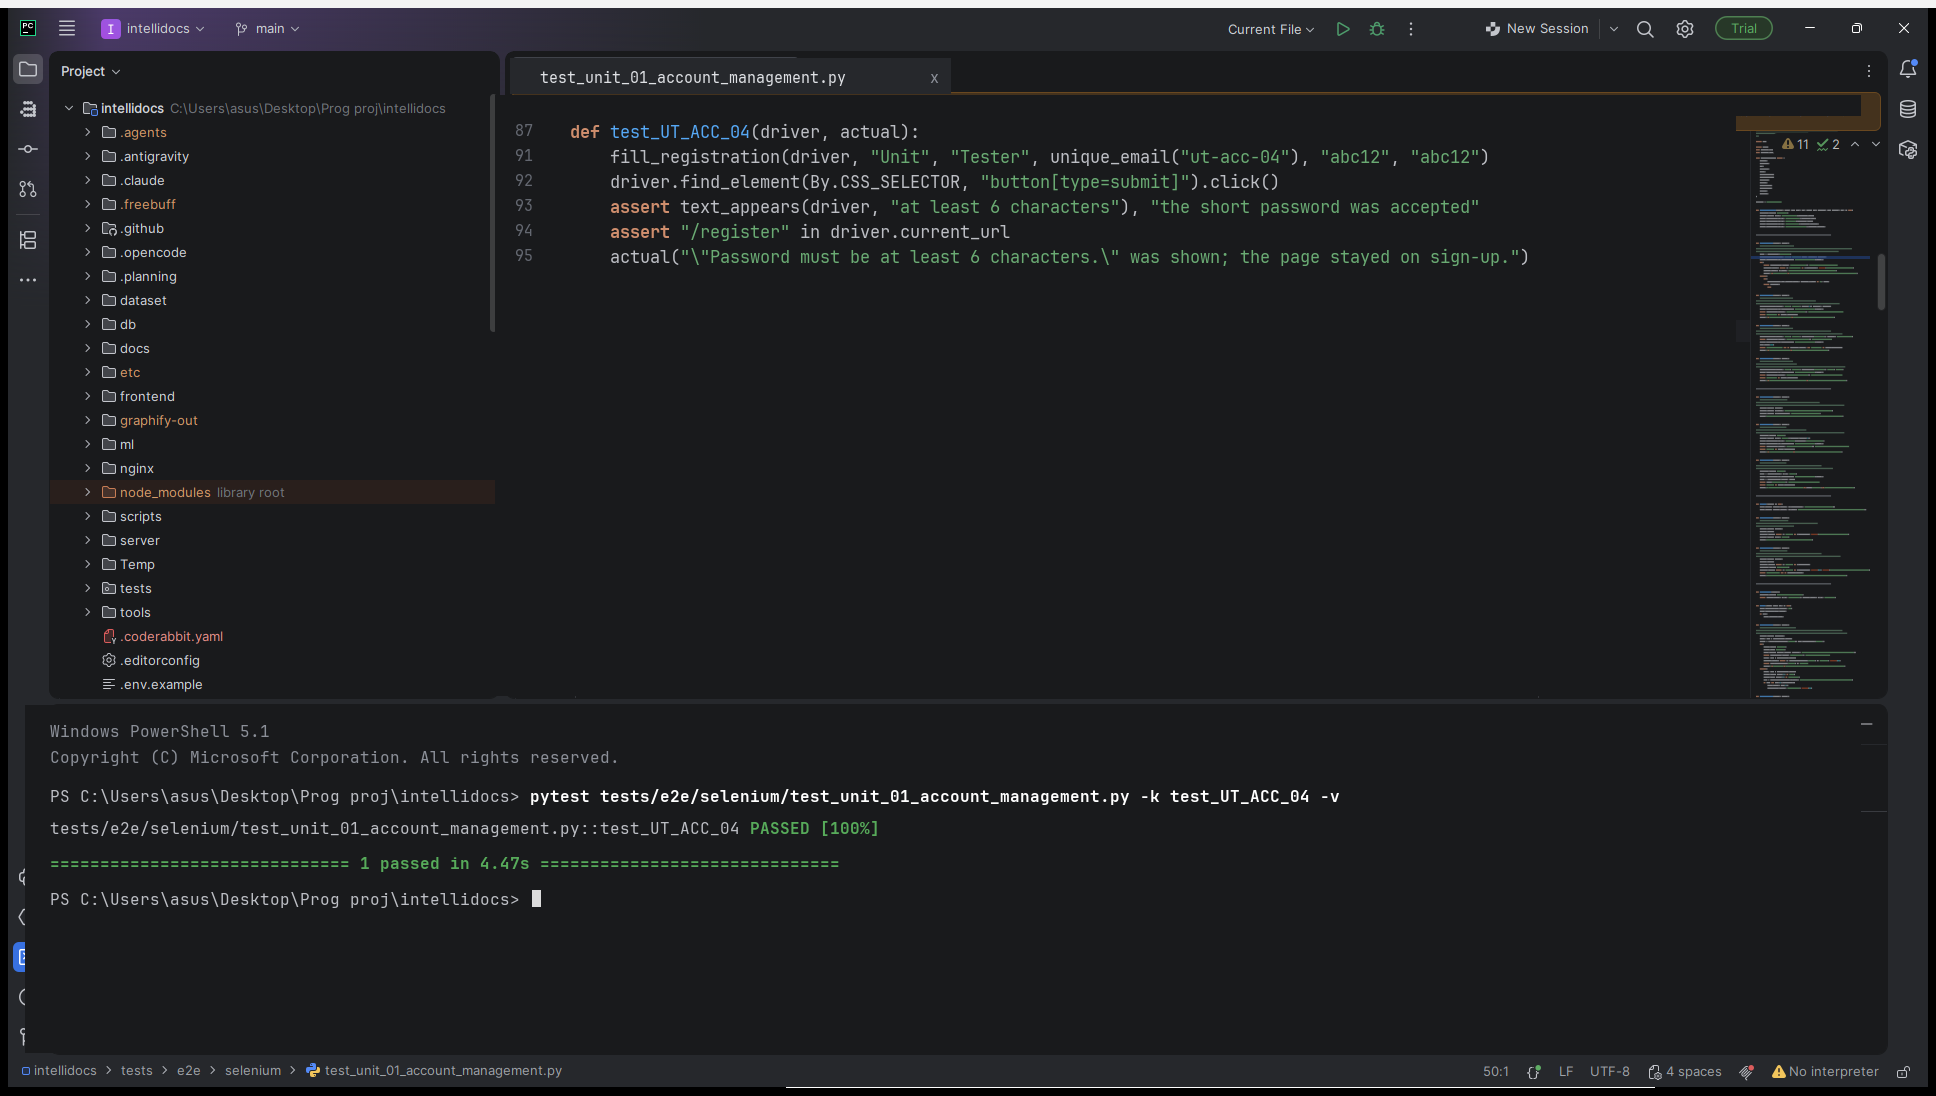 PC
I
intellidocs
main
Current File
New Session
Trial
Project
intellidocs C:\Users\asus\Desktop\Prog proj\intellidocs
.agents
.antigravity
.claude
.freebuff
.github
.opencode
.planning
dataset
db
docs
etc
frontend
graphify-out
ml
nginx
node_modules library root
scripts
server
Temp
tests
tools
.coderabbit.yaml
.editorconfig
.env.example
test_unit_01_account_management.py x
11 2
87 def test_UT_ACC_04(driver, actual):
91 fill_registration(driver, "Unit", "Tester", unique_email("ut-acc-04"), "abc12", "abc12")
92 driver.find_element(By.CSS_SELECTOR, "button[type=submit]").click()
93 assert text_appears(driver, "at least 6 characters"), "the short password was accepted"
94 assert "/register" in driver.current_url
95 actual("\"Password must be at least 6 characters.\" was shown; the page stayed on sign-up.")
Windows PowerShell 5.1
Copyright (C) Microsoft Corporation. All rights reserved.
PS C:\Users\asus\Desktop\Prog proj\intellidocs> pytest tests/e2e/selenium/test_unit_01_account_management.py -k test_UT_ACC_04 -v
tests/e2e/selenium/test_unit_01_account_management.py::test_UT_ACC_04 PASSED [100%]
============================== 1 passed in 4.47s ==============================
PS C:\Users\asus\Desktop\Prog proj\intellidocs>
intellidocs > tests > e2e > selenium > test_unit_01_account_management.py
50:1 LF UTF-8 4 spaces No interpreter